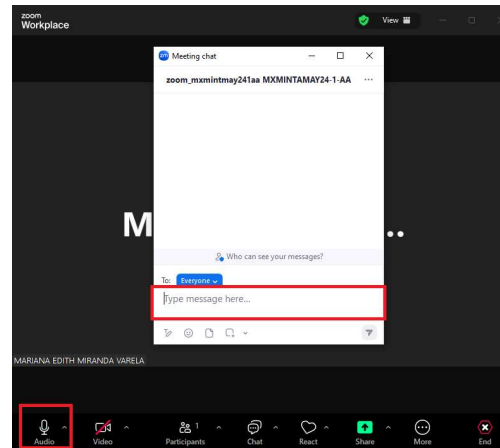 zoom
Workplace
View
zm Meeting chat
zoom_mxmintmay241aa MXMINTAMAY24-1-AA
M ..
Who can see your messages?
To: Everyone
Type message here...
MARIANA EDITH MIRANDA VARELA
Audio Video Participants 1 Chat React Share More End